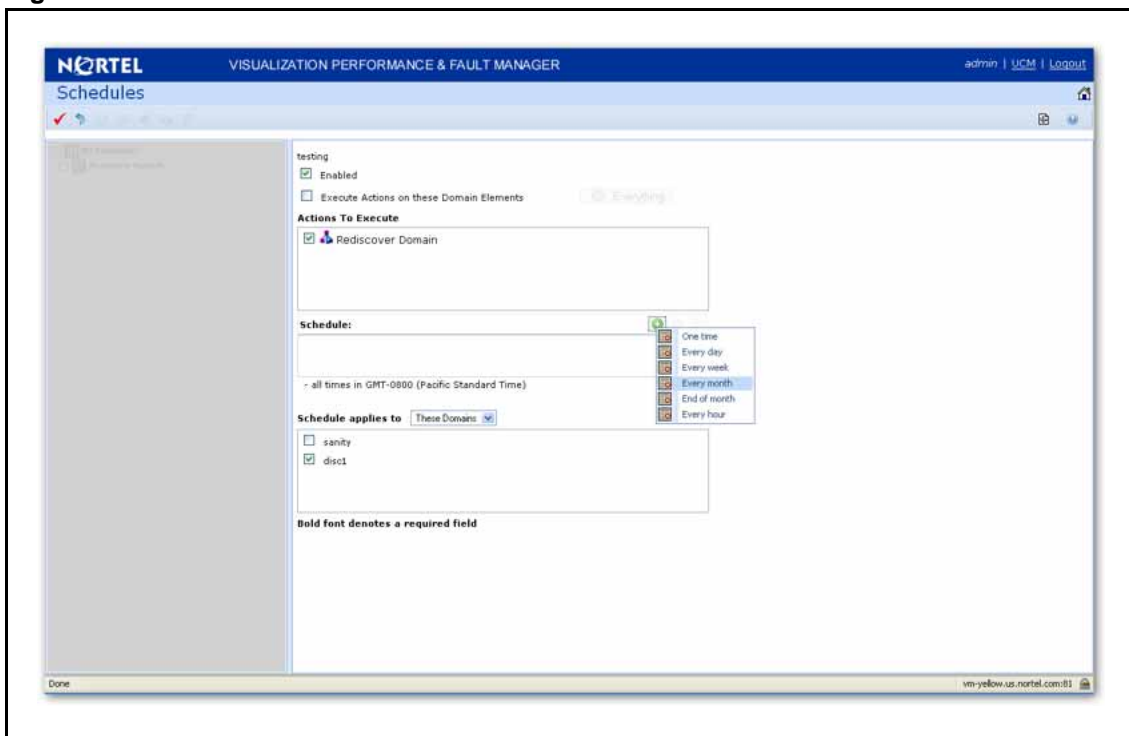 NORTEL VISUALIZATION PERFORMANCE & FAULT MANAGER admin | UCM | Logout
Schedules
testing
Enabled
Execute Actions on these Domain Elements Everything
Actions To Execute
Rediscover Domain
Schedule:
One time
Every day
Every week
Every month
End of month
Every hour
- all times in GMT-0800 (Pacific Standard Time)
Schedule applies to These Domains
sanity
disc1
Bold font denotes a required field
Done vm-yellow.us.nortel.com:81